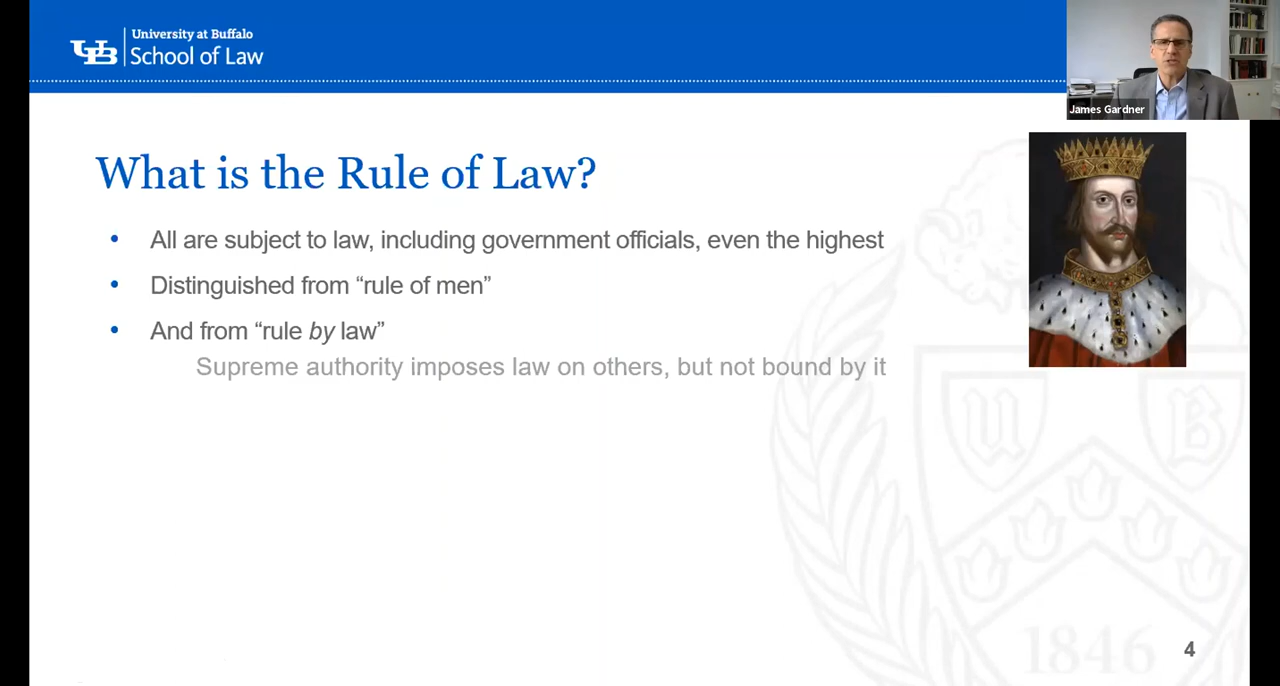 University at Buffalo
School of Law
James Gardner
What is the Rule of Law?
• All are subject to law, including government officials, even the highest
• Distinguished from “rule of men”
• And from “rule by law”
Supreme authority imposes law on others, but not bound by it
U B
1846
4